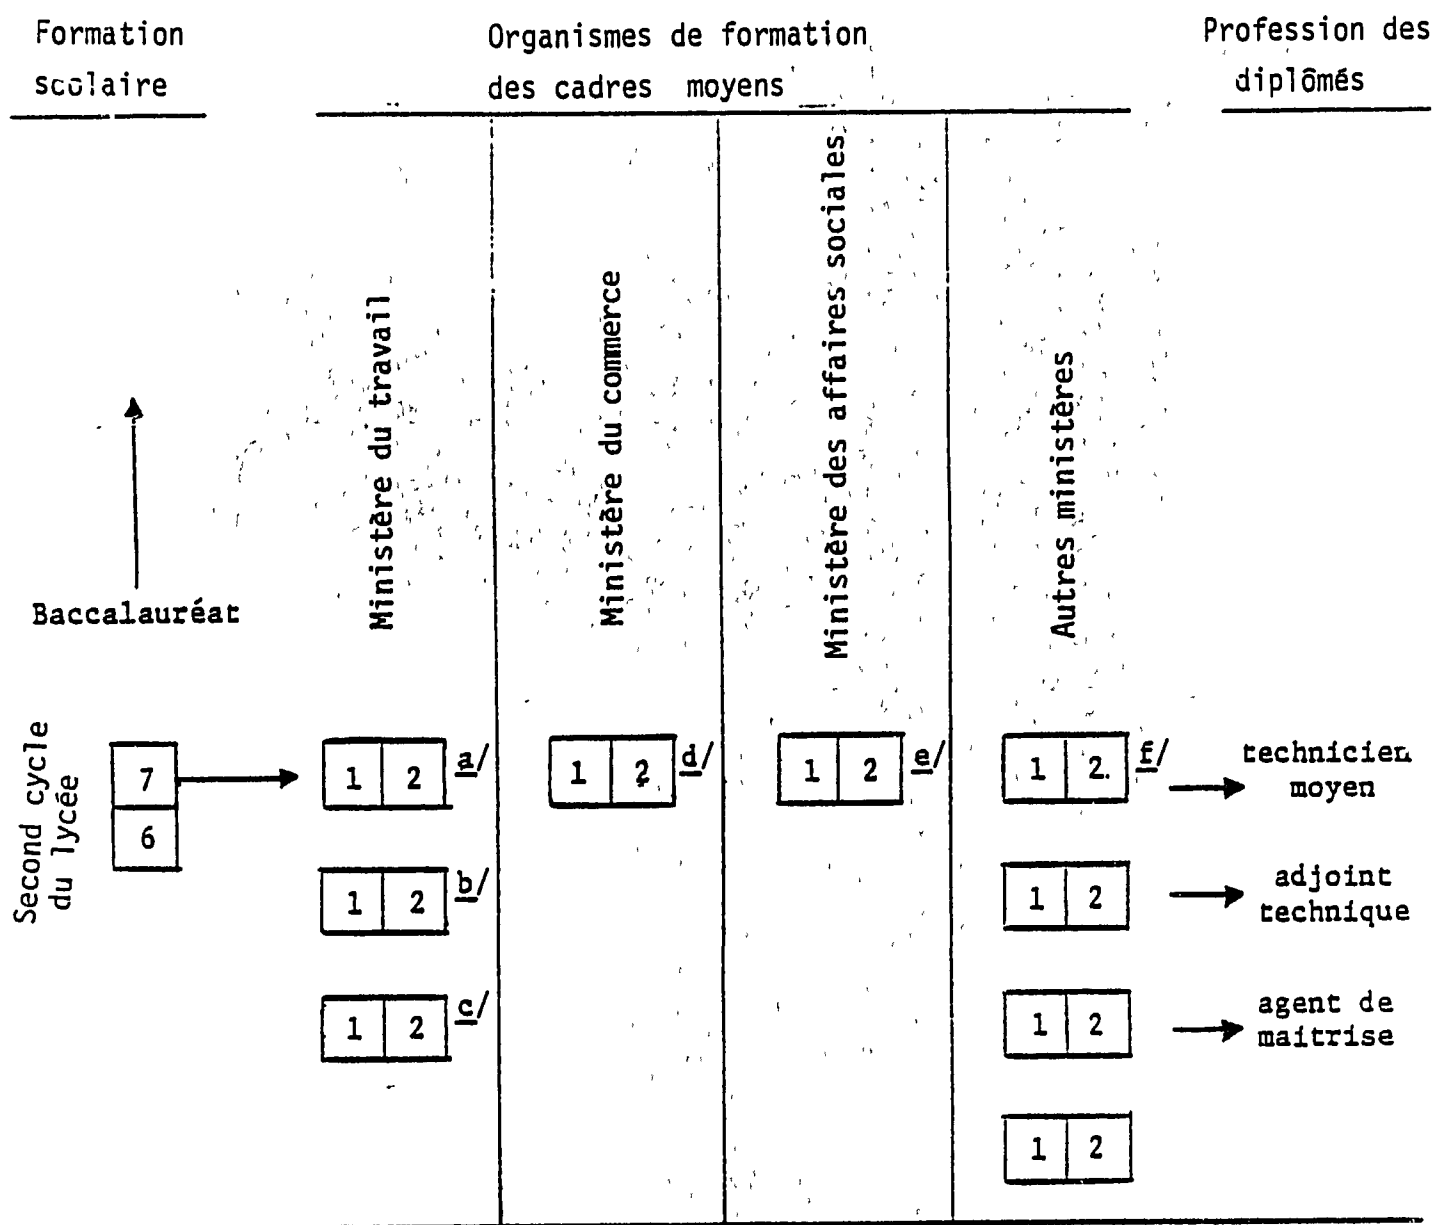 Formation
scolaire
Organismes de formation
des cadres moyens
Profession des
diplômés
Ministère du travail
Ministère du commerce
Ministère des affaires sociales
Autres ministères
Baccalauréat
Second cycle
du lycée
7
6
1 2 a/
1 2 d/
1 2 e/
1 2 f/
technicien
moyen
1 2 b/
1 2
adjoint
technique
1 2 c/
1 2
agent de
maitrise
1 2